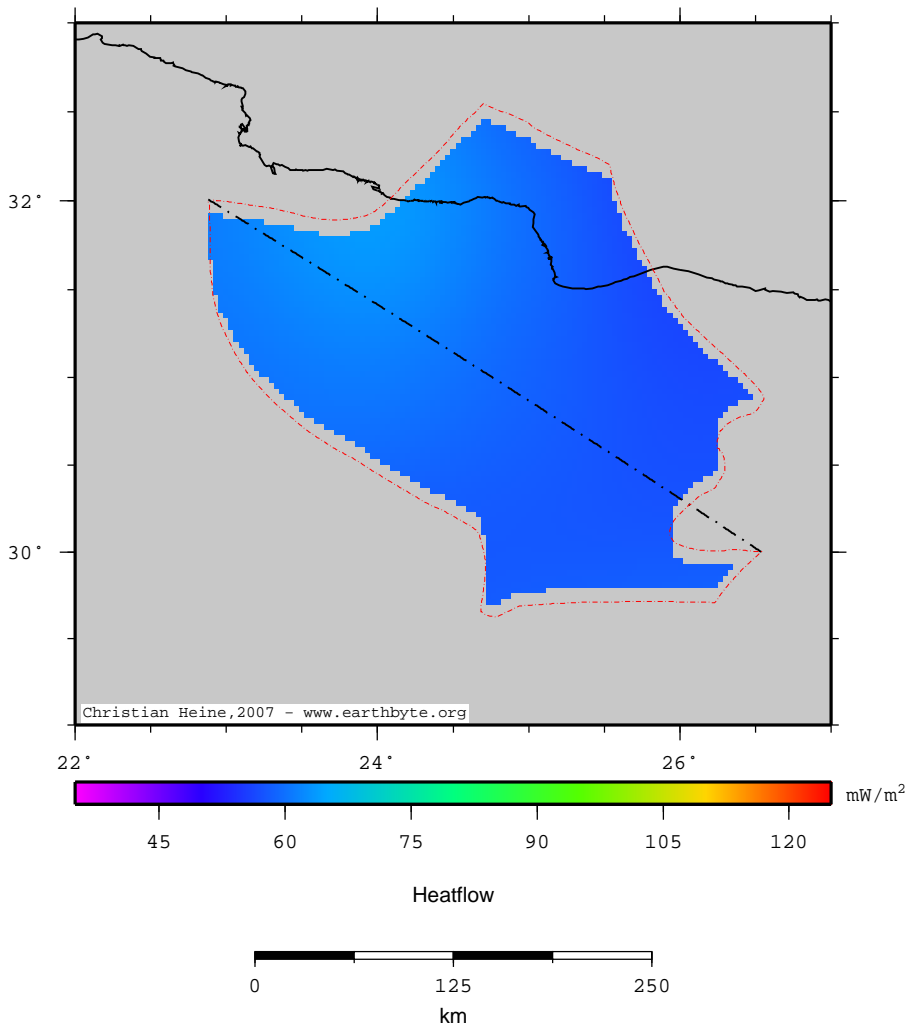 32°
30°
Christian Heine,2007 - www.earthbyte.org
22° 24° 26°
mW/m²
45 60 75 90 105 120
Heatflow
0 125 250
km